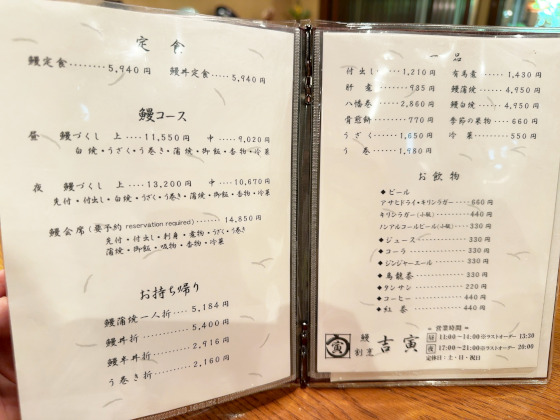 定食
鰻定食‥‥‥‥5,940円 鰻丼定食‥‥‥5,940円
鰻コース
昼 鰻づくし 上‥‥11,550円 中‥‥‥9,020円
白焼・うざく・う巻き・蒲焼・御飯・香物・冷菓
夜 鰻づくし 上‥‥13,200円 中‥‥‥10,670円
先付・付出し・白焼・うざく・う巻き・蒲焼・御飯・香物・冷菓
鰻会席(要予約 reservation required)‥‥‥‥14,850円
先付・付出し・刺身・煮物・うざく・う巻き
蒲焼・御飯・吸物・香物・冷菓
お持ち帰り
鰻蒲焼一人折‥‥‥5,184円
鰻丼折‥‥‥‥‥5,400円
鰻半丼折‥‥‥‥2,916円
う巻き折‥‥‥‥2,160円
一品
付出し‥‥‥1,210円 有馬煮‥‥‥1,430円
肝煮‥‥‥‥935円 鰻蒲焼‥‥‥4,950円
八幡巻‥‥‥2,860円 鰻白焼‥‥‥4,950円
骨煎餅‥‥‥770円 季節の果物‥‥660円
うざく‥‥‥1,650円 冷菓‥‥‥550円
う巻‥‥‥‥1,980円
お飲物
◆ビール
アサヒドライ・キリンラガー‥‥660円
キリンラガー(小瓶)‥‥‥440円
ノンアルコールビール(小瓶)‥‥330円
◆ジュース‥‥‥‥330円
◆コーラ‥‥‥‥‥330円
◆ジンジャーエール‥‥‥330円
◆烏龍茶‥‥‥‥‥330円
◆タンサン‥‥‥‥220円
◆コーヒー‥‥‥‥440円
◆紅茶‥‥‥‥‥440円
寅 鰻割烹 吉寅
= 営業時間 =
昼 11:00~14:00 ※ラストオーダー 13:30
夜 17:00~21:00 ※ラストオーダー 20:00
定休日:土・日・祝日